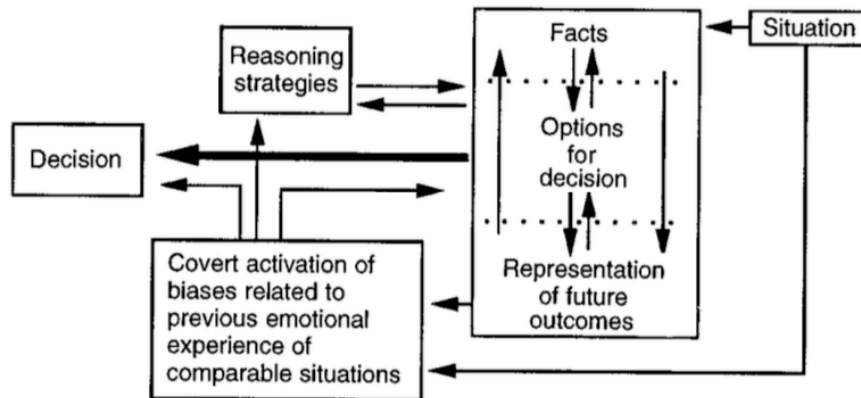 Situation
Facts
Options
for
decision
Representation
of future
outcomes
Reasoning
strategies
Decision
Covert activation of
biases related to
previous emotional
experience of
comparable situations